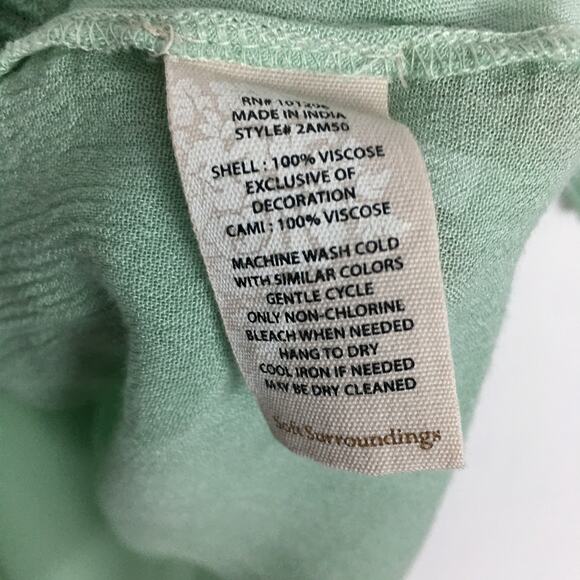 RN#
MADE IN INDIA
STYLE# 2AM50
SHELL : 100% VISCOSE
EXCLUSIVE OF
DECORATION
CAMI : 100% VISCOSE
MACHINE WASH COLD
WITH SIMILAR COLORS
GENTLE CYCLE
ONLY NON-CHLORINE
BLEACH WHEN NEEDED
HANG TO DRY
COOL IRON IF NEEDED
MAY BE DRY CLEANED
Soft Surroundings